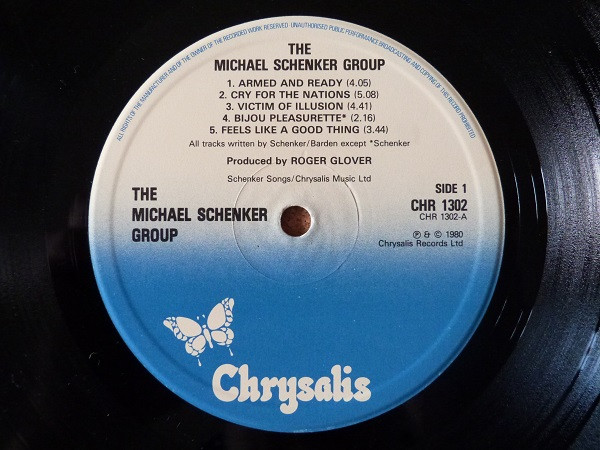 ALL RIGHTS OF THE MANUFACTURER AND OF THE OWNER OF THE RECORDED WORK RESERVED · UNAUTHORISED PUBLIC PERFORMANCE BROADCASTING AND COPYING OF THIS RECORD PROHIBITED
THE
MICHAEL SCHENKER GROUP
1. ARMED AND READY (4.05)
2. CRY FOR THE NATIONS (5.08)
3. VICTIM OF ILLUSION (4.41)
4. BIJOU PLEASURETTE* (2.16)
5. FEELS LIKE A GOOD THING (3.44)
All tracks written by Schenker/Barden except *Schenker
Produced by ROGER GLOVER
Schenker Songs/Chrysalis Music Ltd
THE
MICHAEL SCHENKER
GROUP
SIDE 1
CHR 1302
CHR 1302-A
℗ & © 1980
Chrysalis Records Ltd
Chrysalis